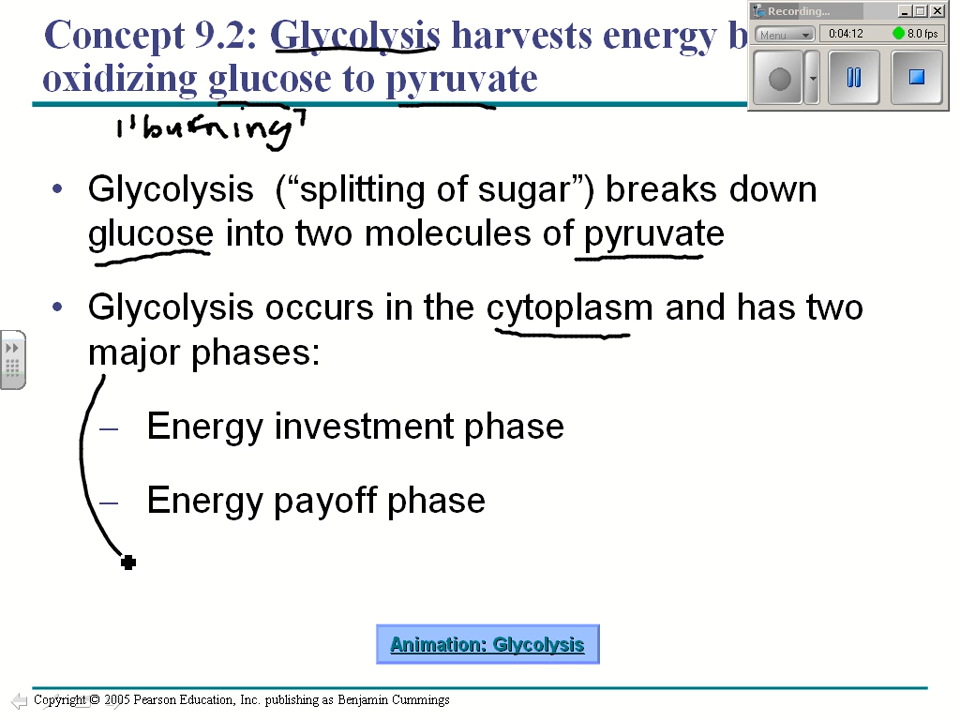 Concept 9.2: Glycolysis harvests energy b
oxidizing glucose to pyruvate
Recording...
Menu
0:04:12
8.0 fps
"burning"
• Glycolysis (“splitting of sugar”) breaks down
glucose into two molecules of pyruvate
• Glycolysis occurs in the cytoplasm and has two
major phases:
– Energy investment phase
– Energy payoff phase
Animation: Glycolysis
Copyright © 2005 Pearson Education, Inc. publishing as Benjamin Cummings